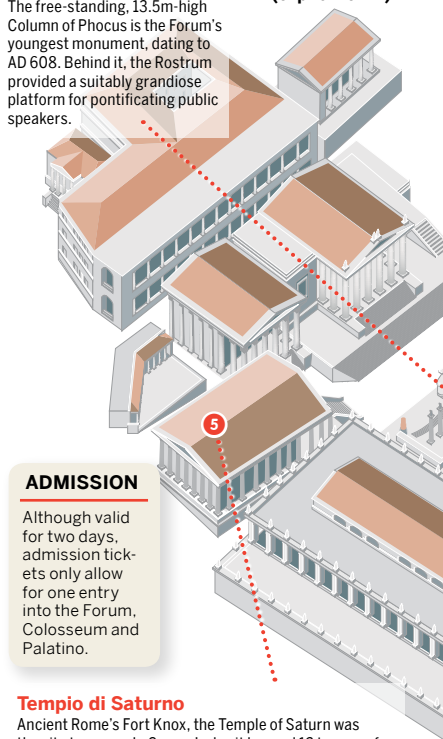 The free-standing, 13.5m-high
Column of Phocus is the Forum's
youngest monument, dating to
AD 608. Behind it, the Rostrum
provided a suitably grandiose
platform for pontificating public
speakers.
5
ADMISSION
Although valid
for two days,
admission tick-
ets only allow
for one entry
into the Forum,
Colosseum and
Palatino.
Tempio di Saturno
Ancient Rome's Fort Knox, the Temple of Saturn was